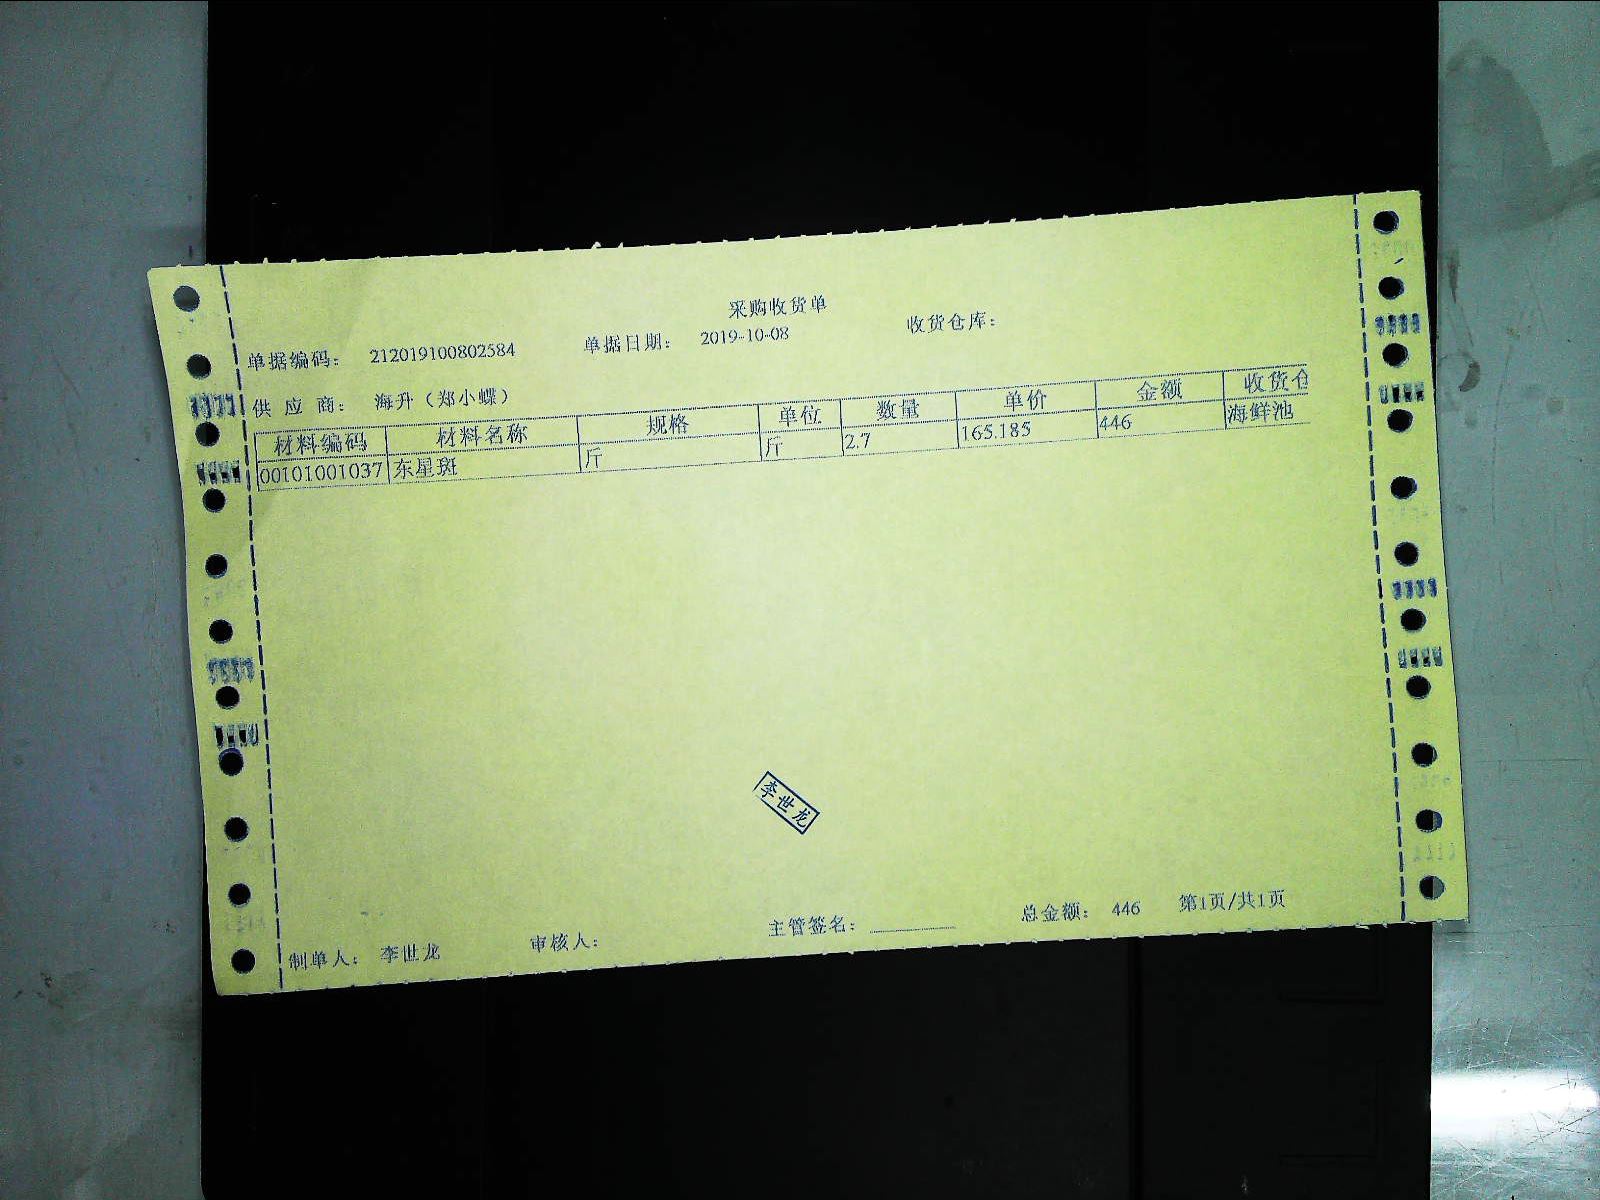 采购收货单
单据编码： 212019100802584 单据日期： 2019-10-08 收货仓库：
供 应 商： 海升（郑小蝶）
材料编码 材料名称 规格 单位 数量 单价 金额 收货仓
00101001037 东星斑 斤 斤 2.7 165.185 446 海鲜池
李世龙
制单人： 李世龙 审核人： 主管签名： 总金额： 446 第1页/共1页